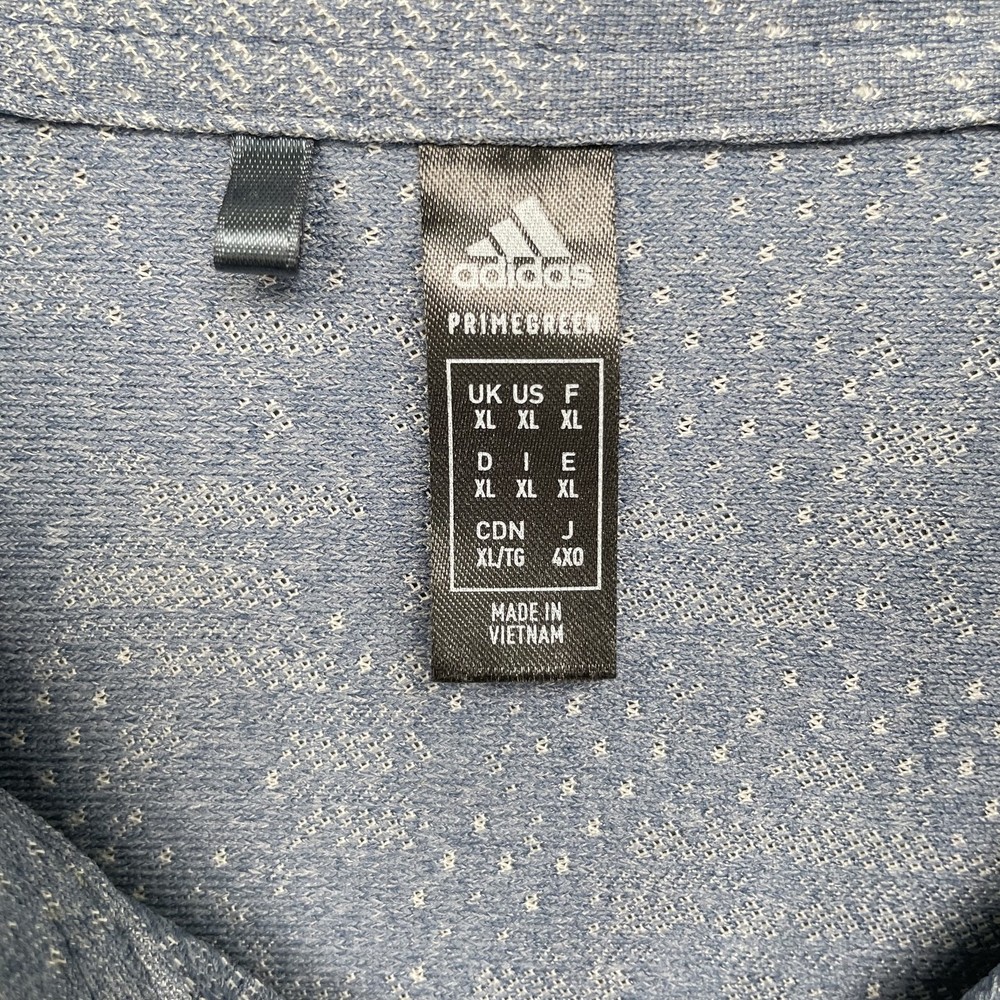 adidas
PRIMEGREEN
UK US F
XL XL XL
D I E
XL XL XL
CDN J
XL/TG 4XO
MADE IN
VIETNAM